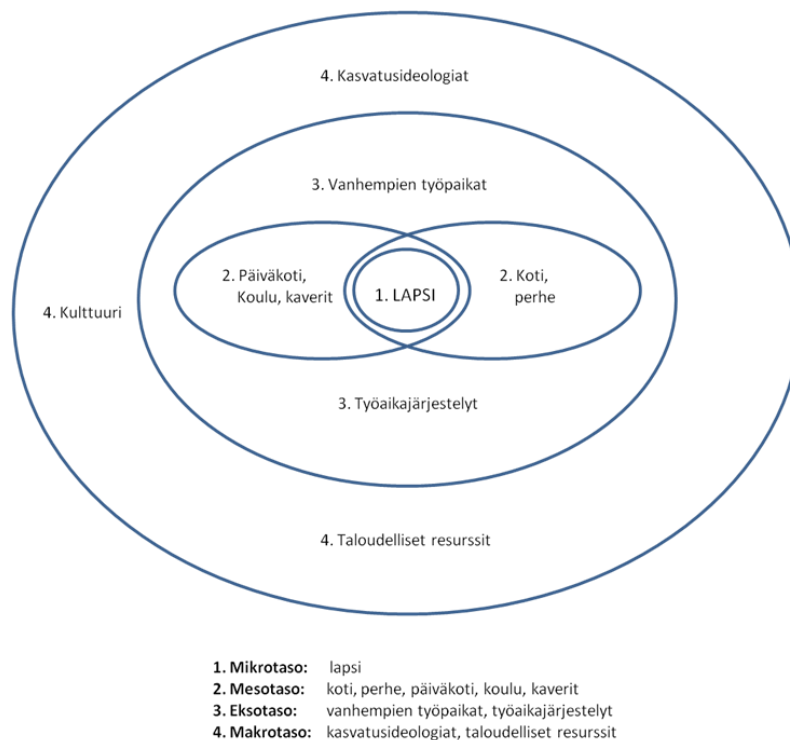 4. Kasvatusideologiat
3. Vanhempien työpaikat
2. Päiväkoti,
Koulu, kaverit
1. LAPSI
2. Koti,
perhe
4. Kulttuuri
3. Työaikajärjestelyt
4. Taloudelliset resurssit
1. Mikrotaso: lapsi
2. Mesotaso: koti, perhe, päiväkoti, koulu, kaverit
3. Eksotaso: vanhempien työpaikat, työaikajärjestelyt
4. Makrotaso: kasvatusideologiat, taloudelliset resurssit